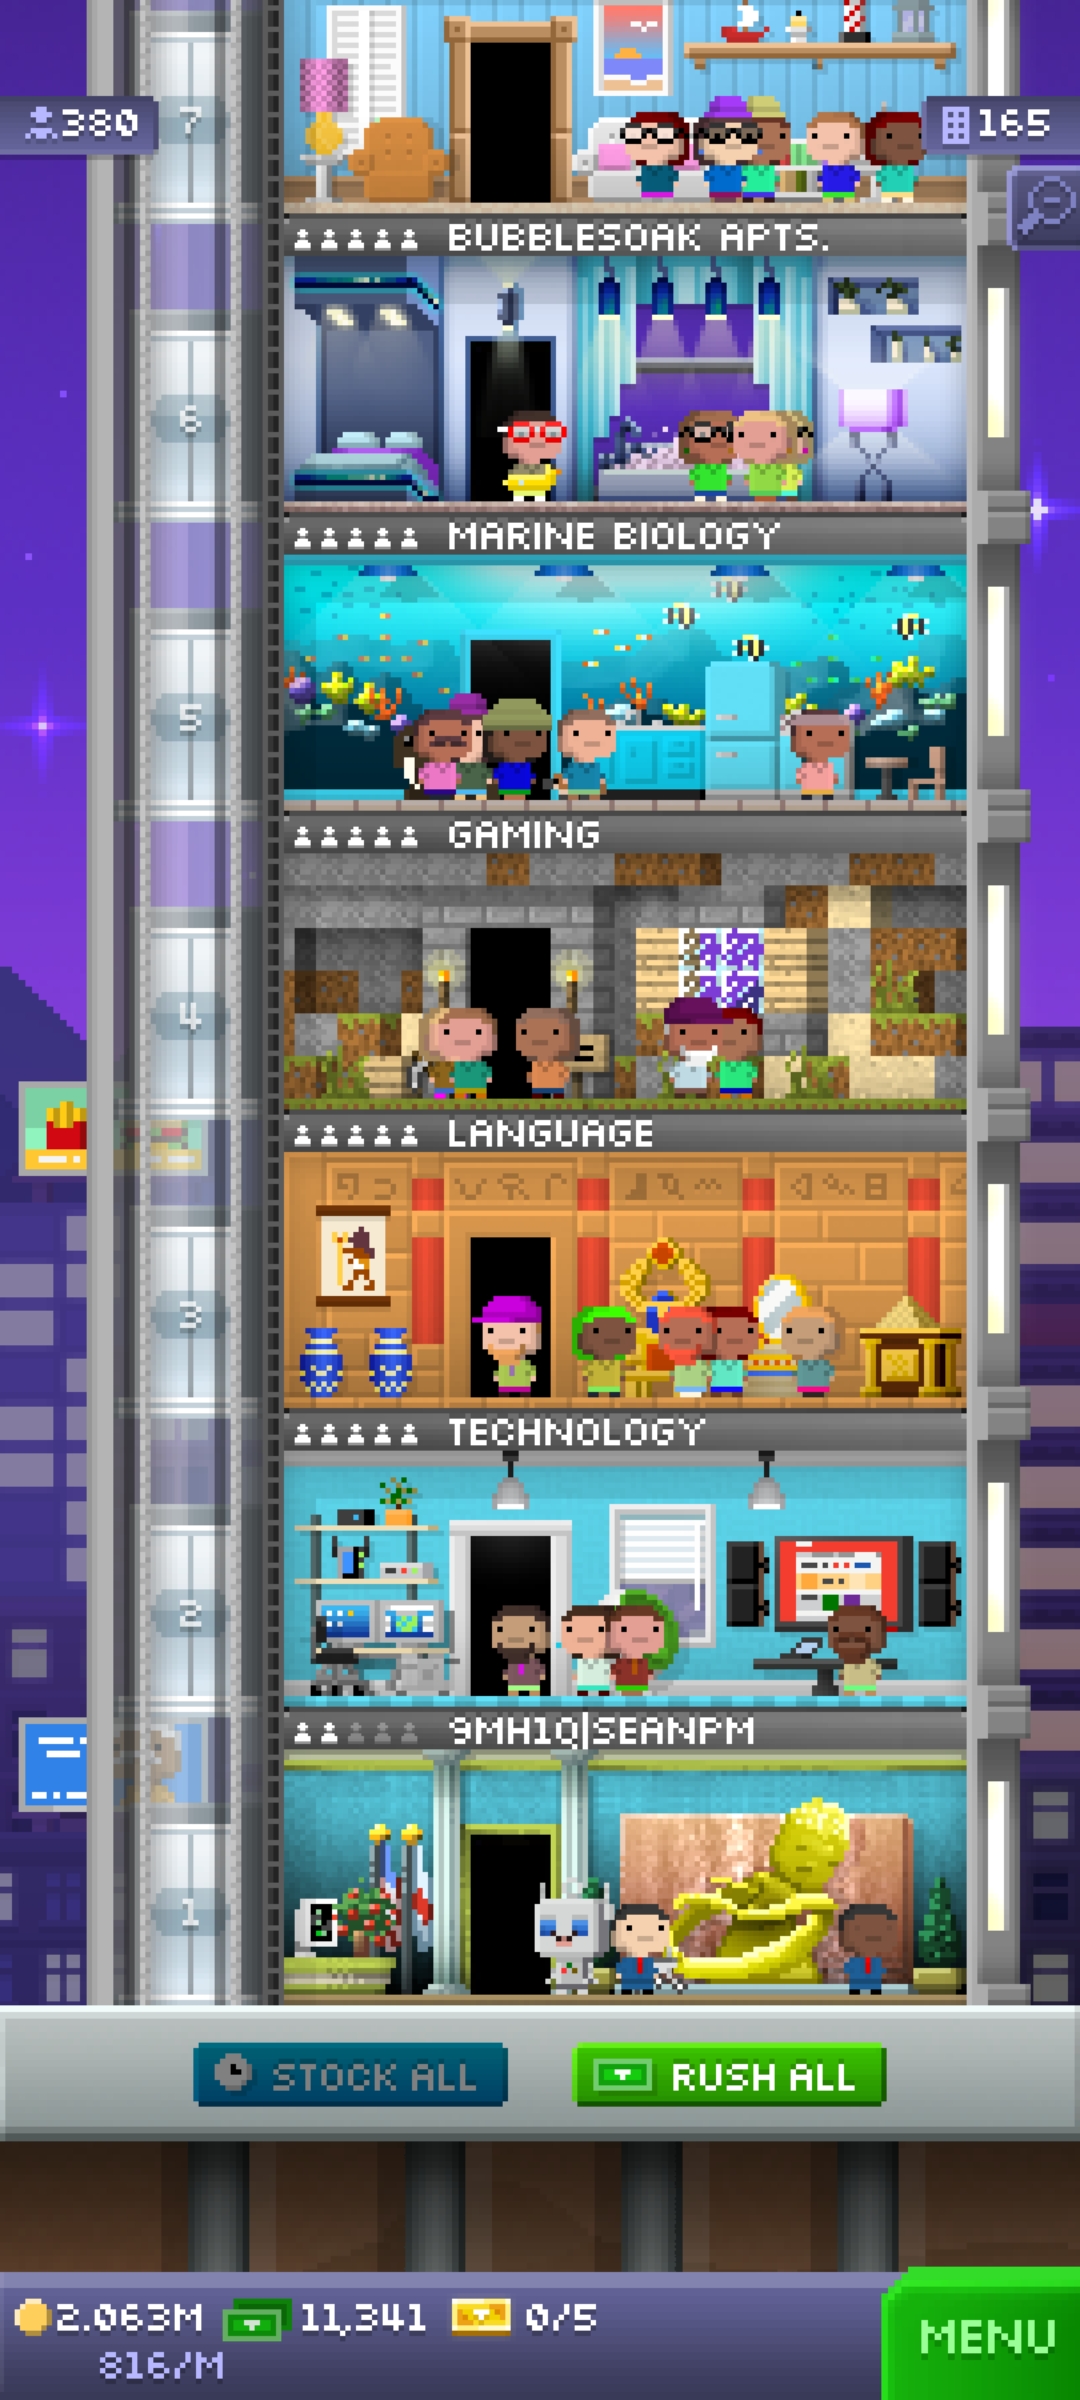 7
380
165
BUBBLESOAK APTS.
6
MARINE BIOLOGY
5
GAMING
4
LANGUAGE
3
TECHNOLOGY
2
9MH1Q|SEANPM
1
STOCK ALL
RUSH ALL
2.063M
11,341
0/5
816/M
MENU